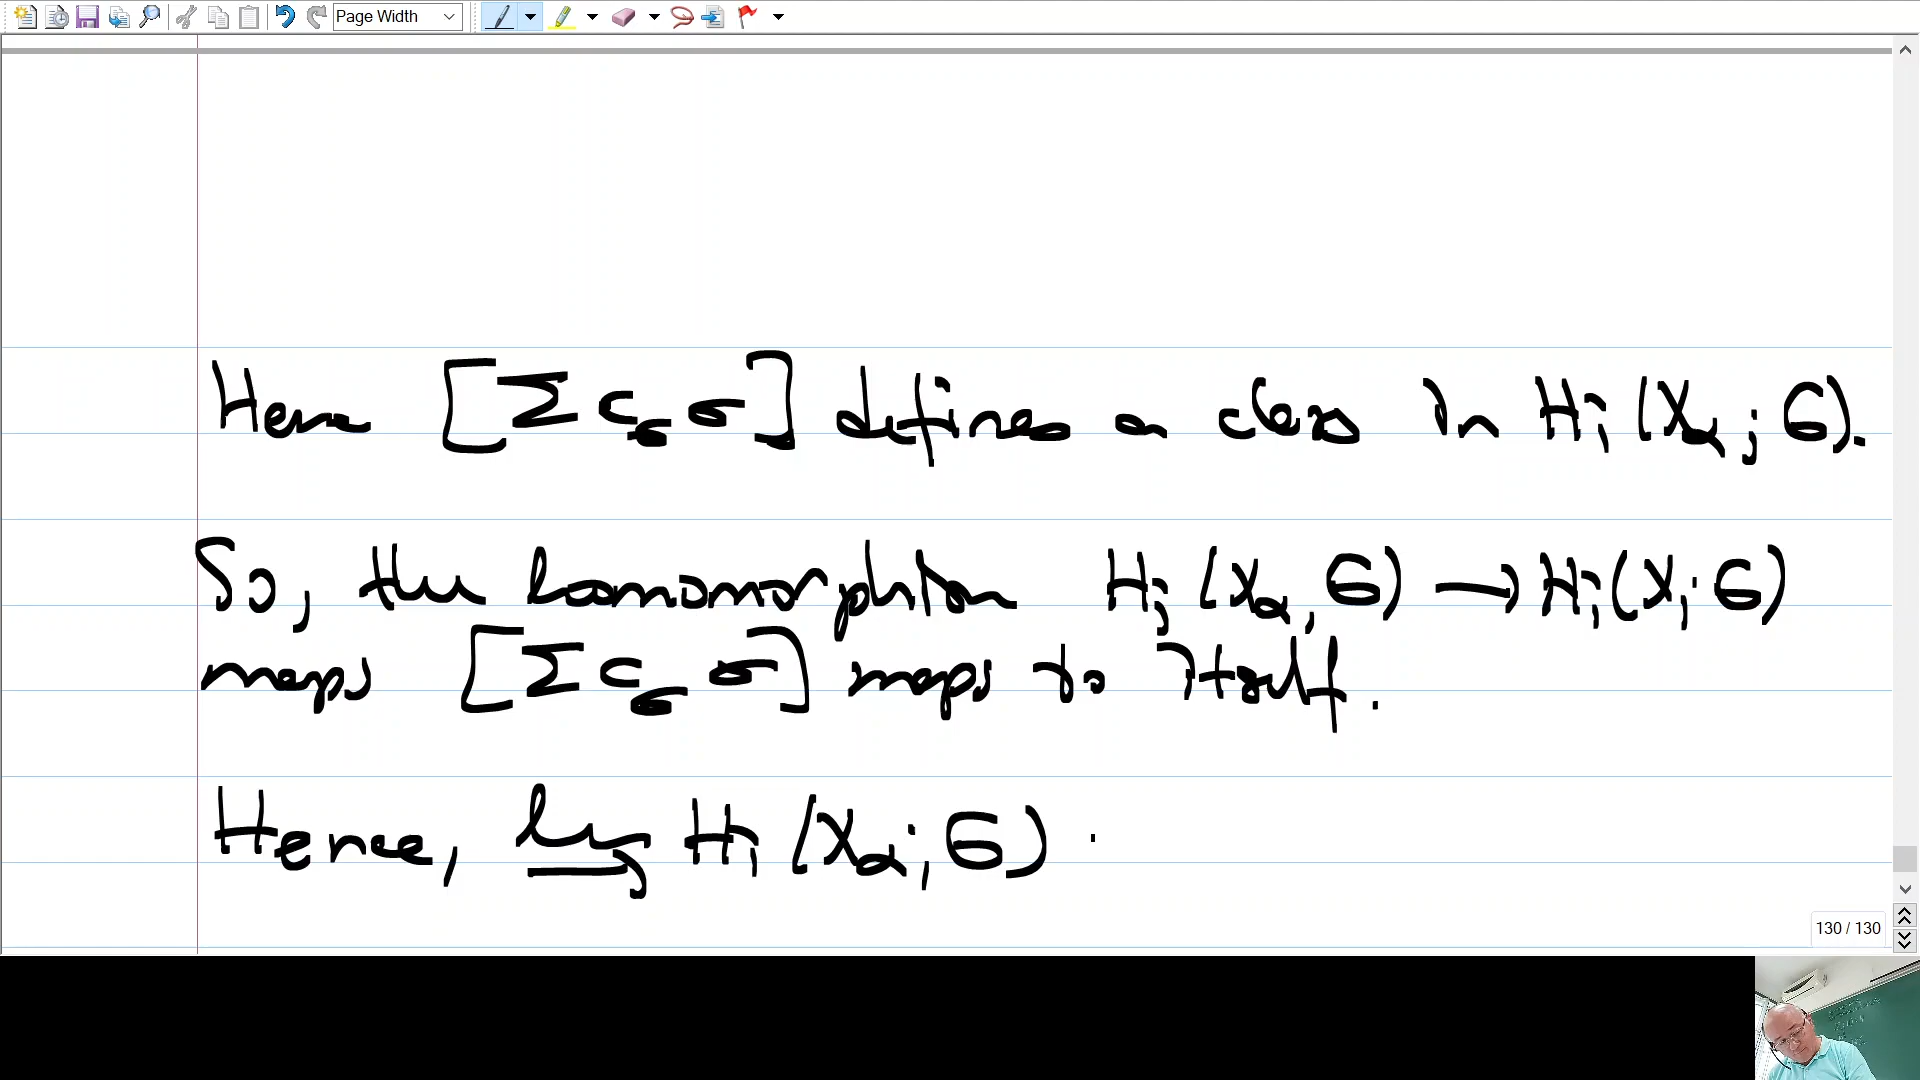 Page Width
Hence [Σ c_σ σ] defines a class in H_i (X_α ; G).
So, the homomorphism H_i (X_α, G) → H_i (X; G)
maps [Σ c_σ σ] maps to itself.
Hence, lim H_i (X_α ; G)
130 / 130